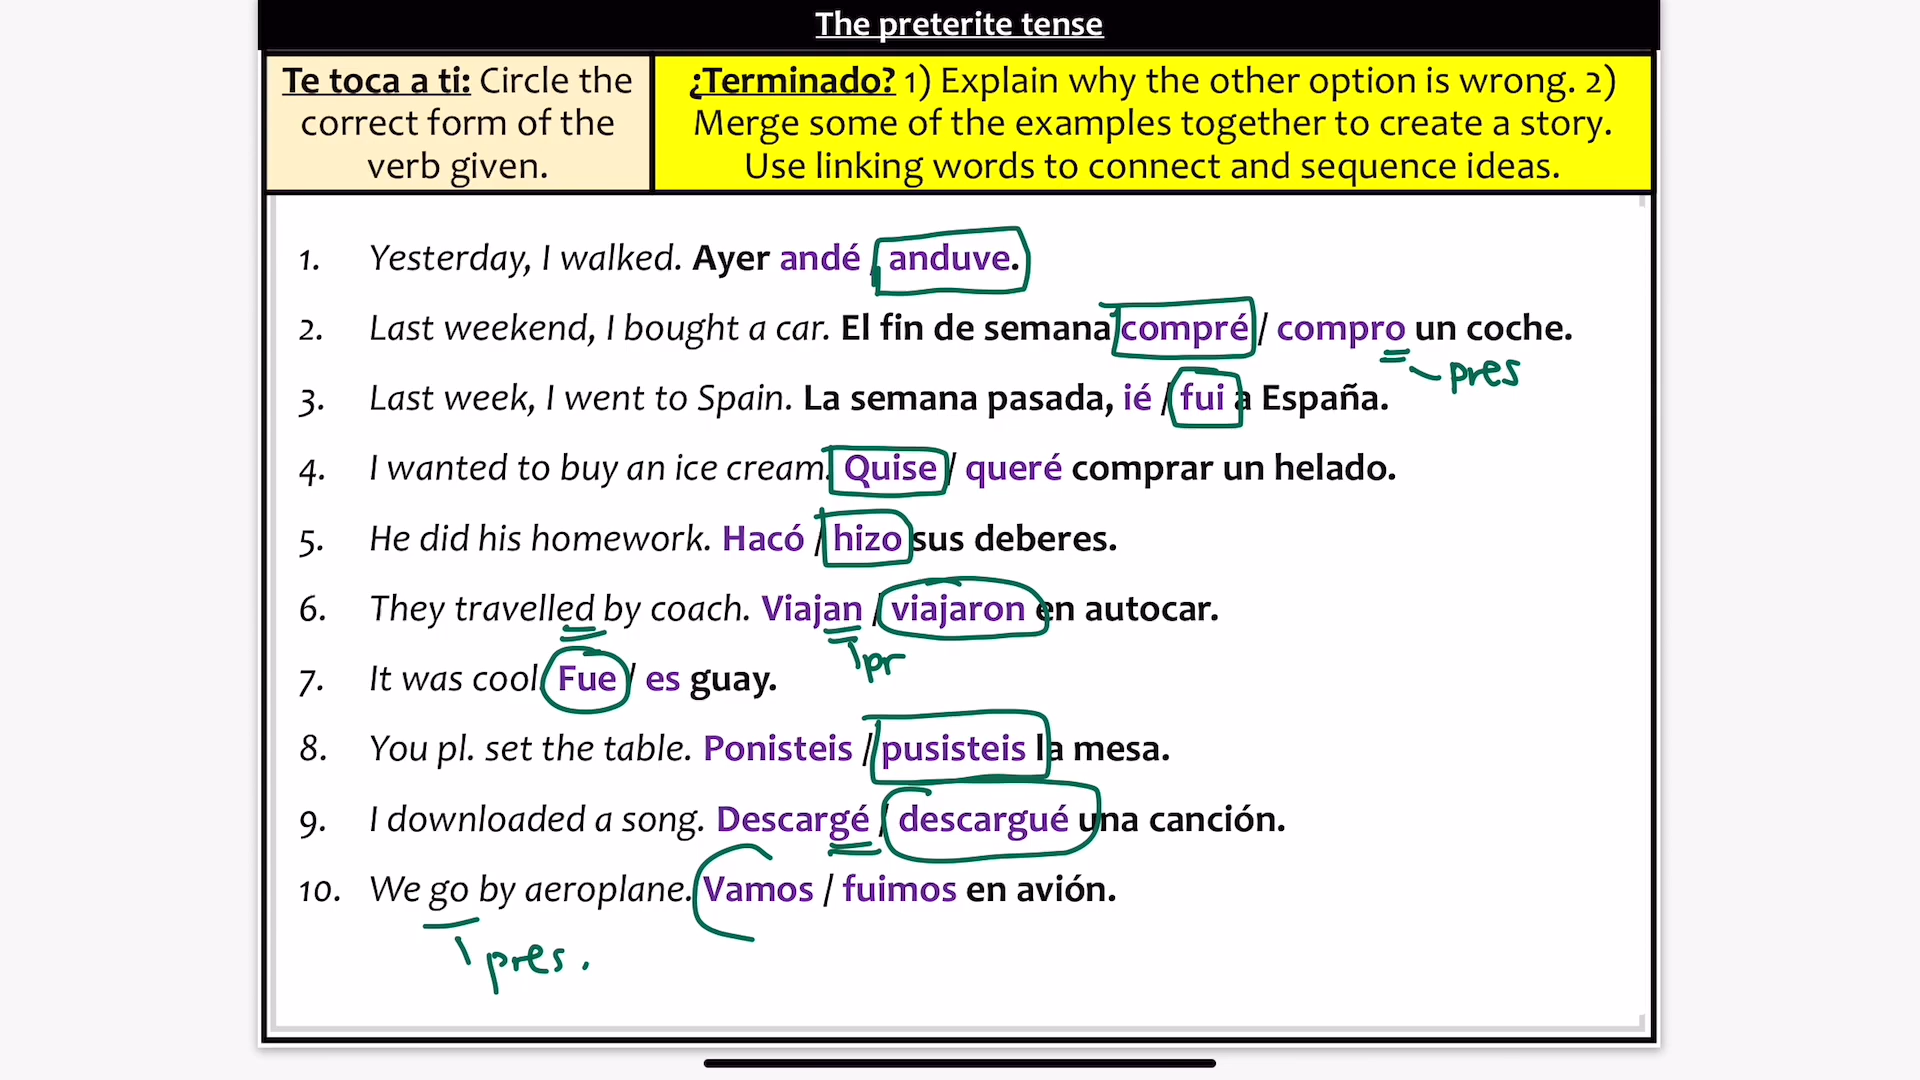 The preterite tense
Te toca a ti: Circle the
correct form of the
verb given.
¿Terminado? 1) Explain why the other option is wrong. 2)
Merge some of the examples together to create a story.
Use linking words to connect and sequence ideas.
1. Yesterday, I walked. Ayer andé / anduve.
2. Last weekend, I bought a car. El fin de semana compré / compro un coche.
pres
3. Last week, I went to Spain. La semana pasada, ié / fui a España.
4. I wanted to buy an ice cream. Quise / queré comprar un helado.
5. He did his homework. Hacó / hizo sus deberes.
6. They travelled by coach. Viajan / viajaron en autocar.
pr
7. It was cool. Fue / es guay.
8. You pl. set the table. Ponisteis / pusisteis la mesa.
9. I downloaded a song. Descargé / descargué una canción.
10. We go by aeroplane. Vamos / fuimos en avión.
pres.